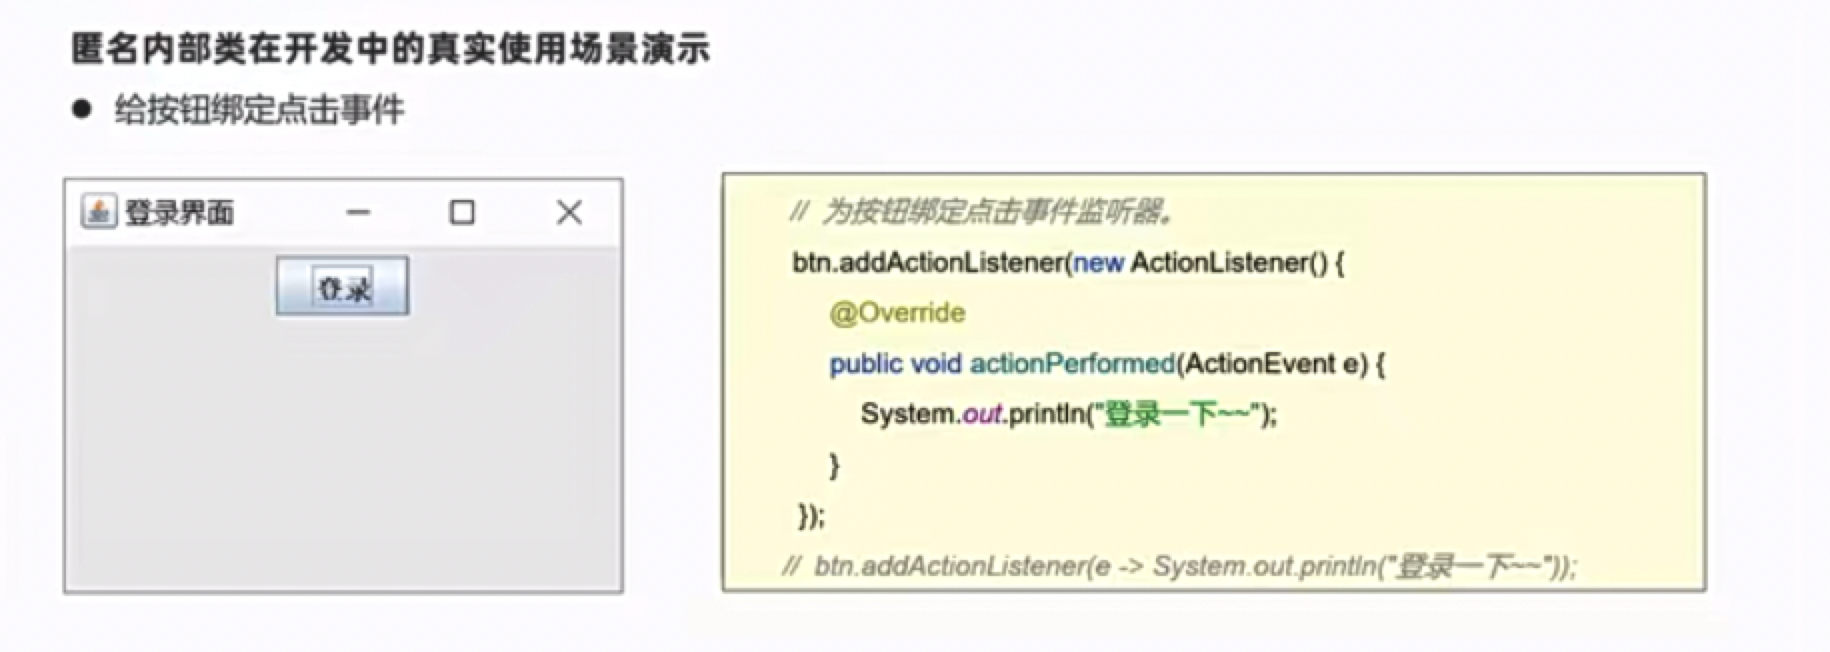 匿名内部类在开发中的真实使用场景演示
● 给按钮绑定点击事件
登录界面
登录
// 为按钮绑定点击事件监听器。
btn.addActionListener(new ActionListener() {
@Override
public void actionPerformed(ActionEvent e) {
System.out.println("登录一下~~");
}
});
// btn.addActionListener(e -> System.out.println("登录一下~~"));